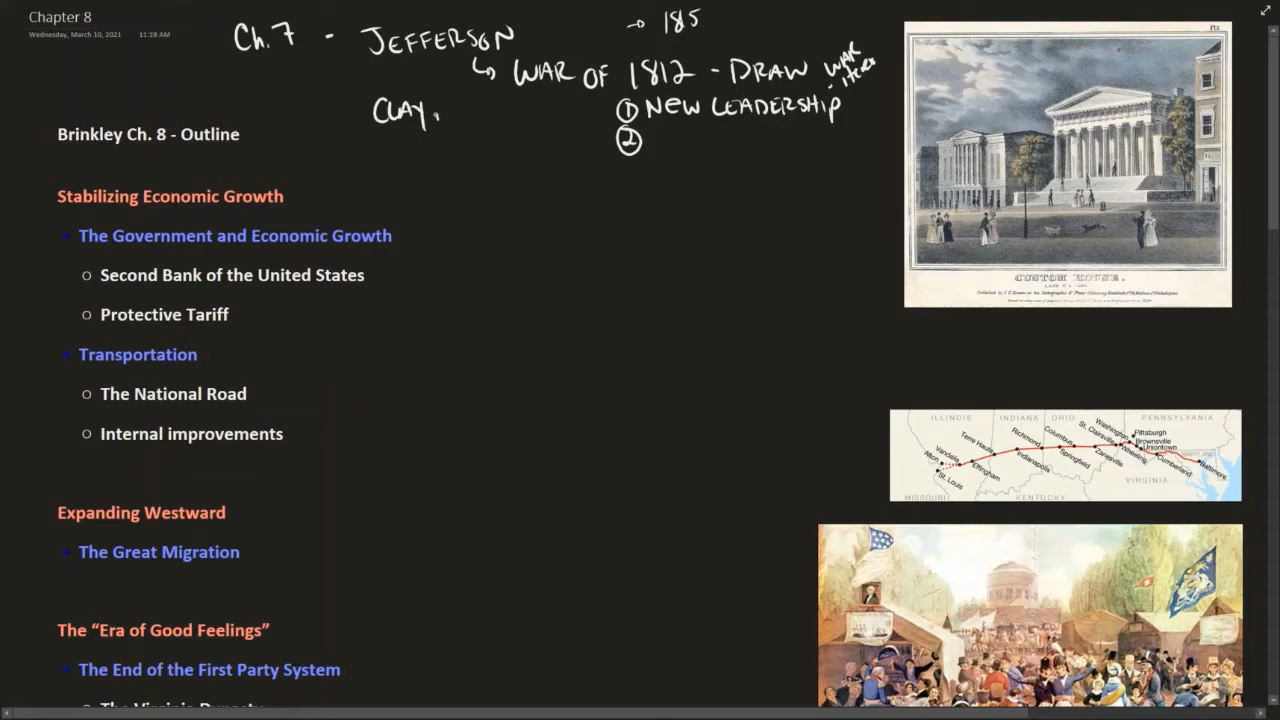 Chapter 8
Wednesday, March 10, 2021 11:28 AM
Ch. 7 - JEFFERSON → 185
↳ WAR OF 1812 - DRAW WAR
CLAY. ① NEW LEADERSHIP
②
Brinkley Ch. 8 - Outline
Stabilizing Economic Growth
The Government and Economic Growth
Second Bank of the United States
Protective Tariff
Transportation
The National Road
Internal improvements
Expanding Westward
The Great Migration
The “Era of Good Feelings”
The End of the First Party System
The Virginia Dynasty
CUSTOM HOUSE.
ILLINOIS INDIANA OHIO PENNSYLVANIA
Alton
St. Louis
Vandalia
Effingham
Terre Haute
Indianapolis
Richmond
Springfield
Columbus
Zanesville
St. Clairsville
Wheeling
Washington
Pittsburgh
Brownsville
Uniontown
Cumberland
MARYLAND
Baltimore
MISSOURI KENTUCKY VIRGINIA